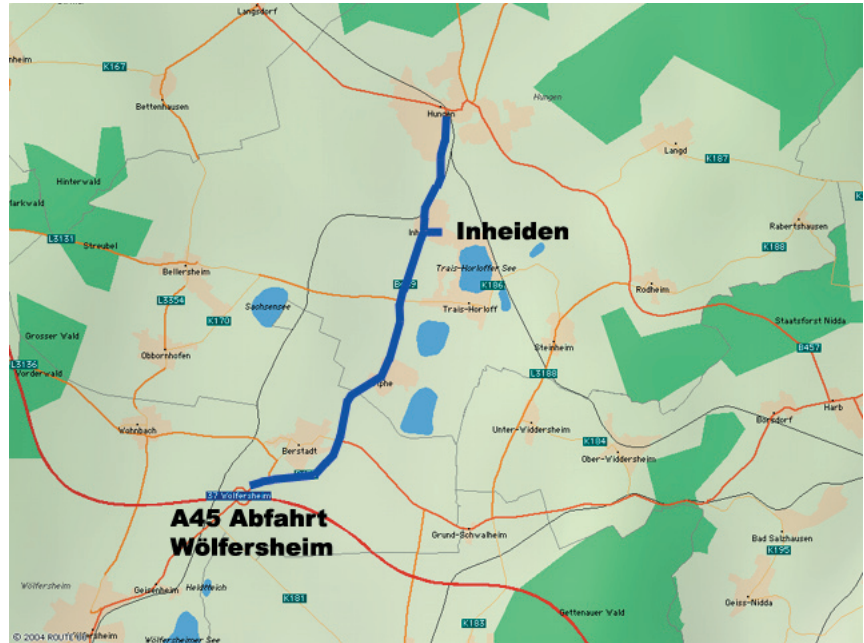 Langsdorf
K167
Bettenhausen
Hungen
Hungen
Langd
K187
Hinterwald
Streubel
L3131
Bellersheim
Inheiden
Trais-Horloffer See
Rabertshausen
K188
K186
Rodheim
L3354
Sachsensee
K170
Trais-Horloff
Staatsforst Nidda
Grosser Wald
Obbornhofen
Steinheim
B457
L3136
Vorderwald
L3188
Harb
Borsdorf
Wohnbach
Unter-Widdersheim
K184
Berstadt
Ober-Widdersheim
37 Wölfersheim
A45 Abfahrt
Wölfersheim
Grund-Schwalheim
Bad Salzhausen
K195
Wölfersheim
Geisenheim
K181
Geiss-Nidda
Gettenauer Wald
K183
Wölfersheimer See
© 2004 ROUTE